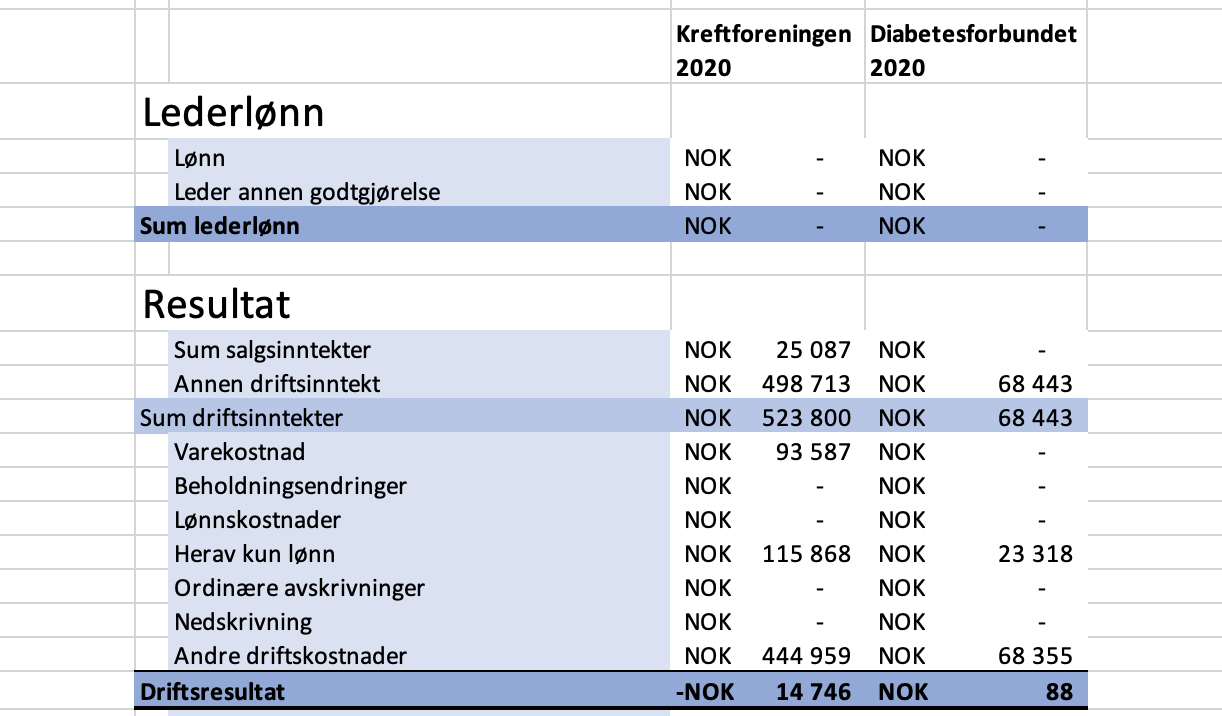 Kreftforeningen Diabetesforbundet
2020 2020
Lederlønn
Lønn NOK - NOK -
Leder annen godtgjørelse NOK - NOK -
Sum lederlønn NOK - NOK -
Resultat
Sum salgsinntekter NOK 25 087 NOK -
Annen driftsinntekt NOK 498 713 NOK 68 443
Sum driftsinntekter NOK 523 800 NOK 68 443
Varekostnad NOK 93 587 NOK -
Beholdningsendringer NOK - NOK -
Lønnskostnader NOK - NOK -
Herav kun lønn NOK 115 868 NOK 23 318
Ordinære avskrivninger NOK - NOK -
Nedskrivning NOK - NOK -
Andre driftskostnader NOK 444 959 NOK 68 355
Driftsresultat -NOK 14 746 NOK 88